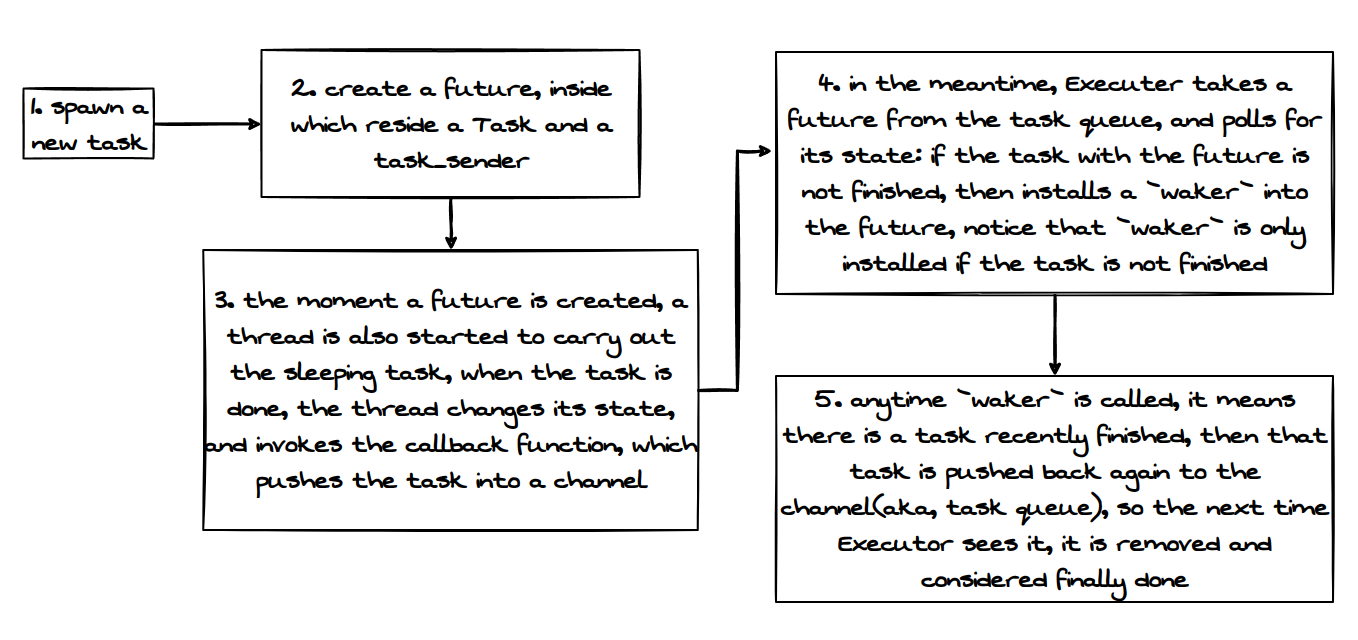 1. spawn a
new task
2. create a future, inside
which reside a Task and a
task_sender
3. the moment a future is created, a
thread is also started to carry out
the sleeping task, when the task is
done, the thread changes its state,
and invokes the callback function, which
pushes the task into a channel
4. in the meantime, Executer takes a
future from the task queue, and polls for
its state: if the task with the future is
not finished, then installs a `waker` into
the future, notice that `waker` is only
installed if the task is not finished
5. anytime `waker` is called, it means
there is a task recently finished, then that
task is pushed back again to the
channel(aka, task queue), so the next time
Executor sees it, it is removed and
considered finally done